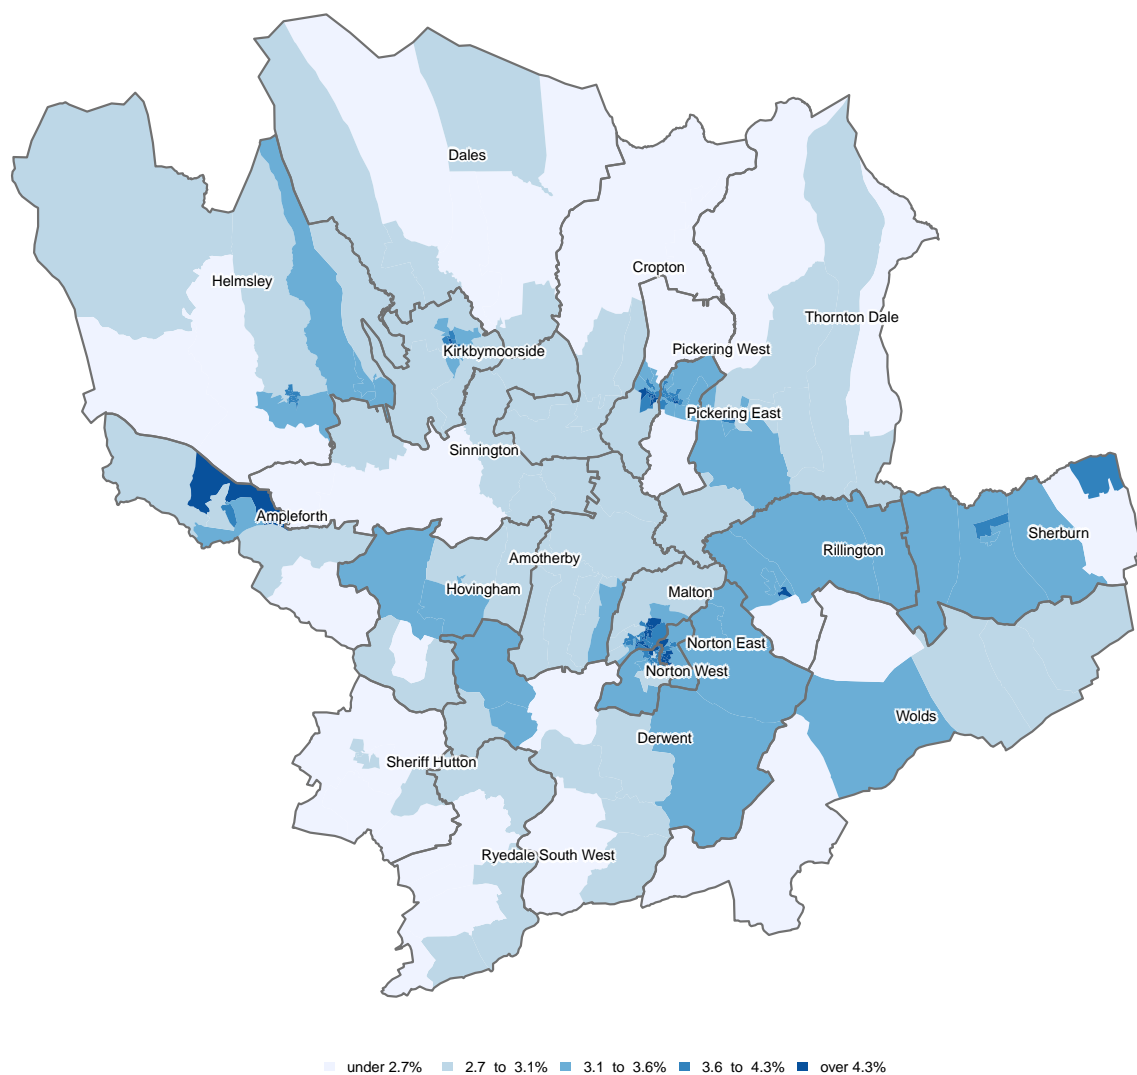 Dales
Cropton
Helmsley
Thornton Dale
Pickering West
Kirkbymoorside
Pickering East
Sinnington
Ampleforth
Sherburn
Rillington
Amotherby
Hovingham
Malton
Norton East
Norton West
Wolds
Derwent
Sheriff Hutton
Ryedale South West
under 2.7% 2.7 to 3.1% 3.1 to 3.6% 3.6 to 4.3% over 4.3%